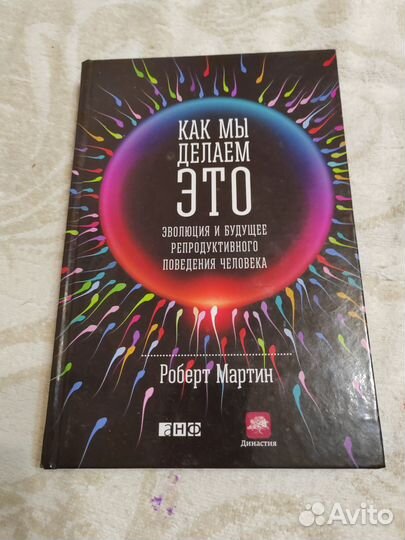 КАК МЫ
ДЕЛАЕМ
ЭТО
ЭВОЛЮЦИЯ И БУДУЩЕЕ
РЕПРОДУКТИВНОГО
ПОВЕДЕНИЯ ЧЕЛОВЕКА
Роберт Мартин
АНФ
Династия
Avito